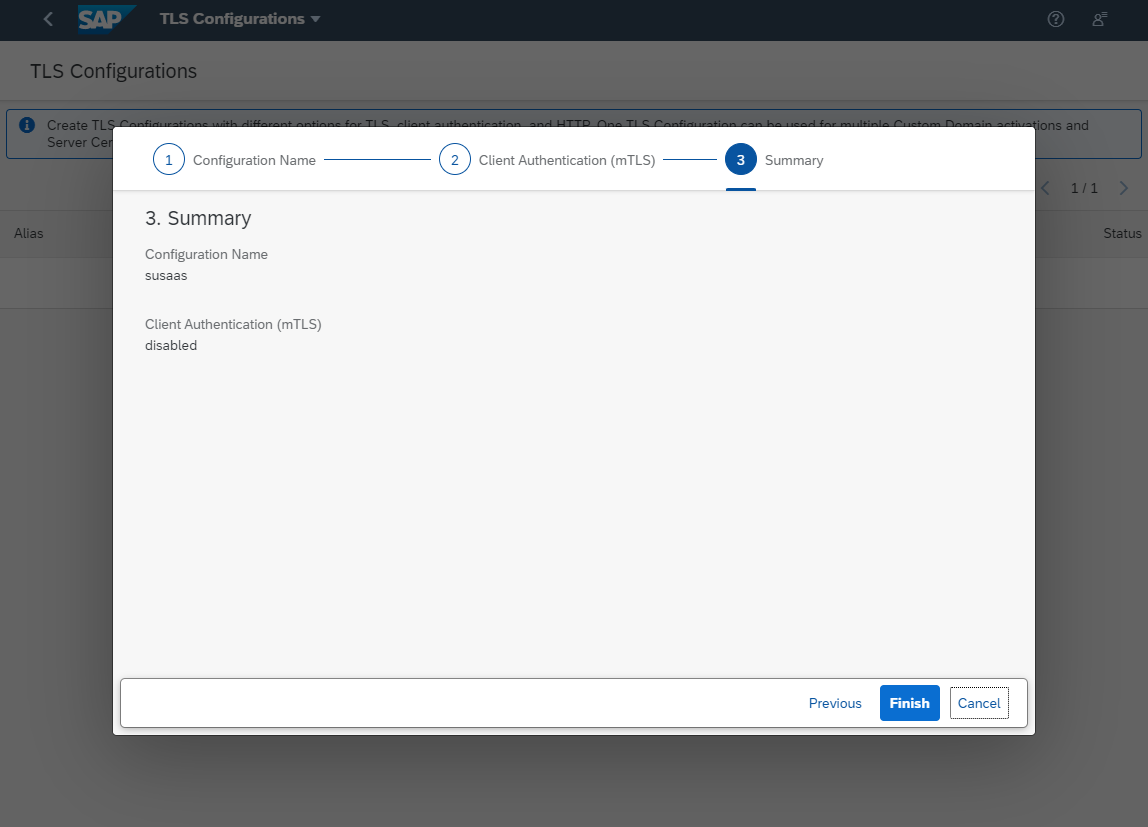 SAP
TLS Configurations
TLS Configurations
Create TLS Configurations with different options for TLS, client authentication, and HTTP. One TLS Configuration can be used for multiple Custom Domain activations and
Server Cer
1 Configuration Name
2 Client Authentication (mTLS)
3 Summary
1 / 1
Alias
Status
3. Summary
Configuration Name
susaas
Client Authentication (mTLS)
disabled
Previous
Finish
Cancel